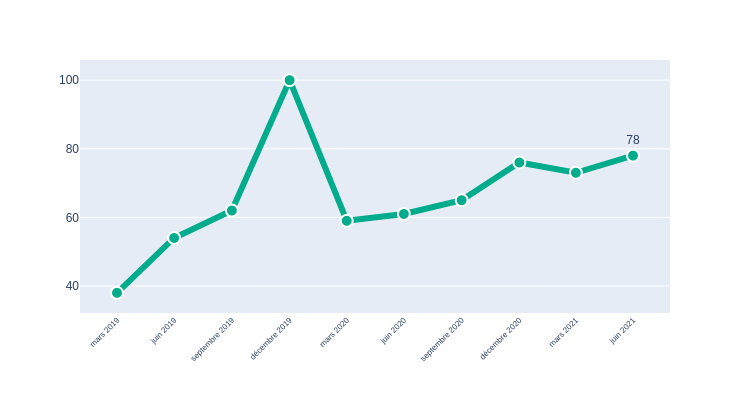 100
80
60
40
78
mars 2019
juin 2019
septembre 2019
décembre 2019
mars 2020
juin 2020
septembre 2020
décembre 2020
mars 2021
juin 2021